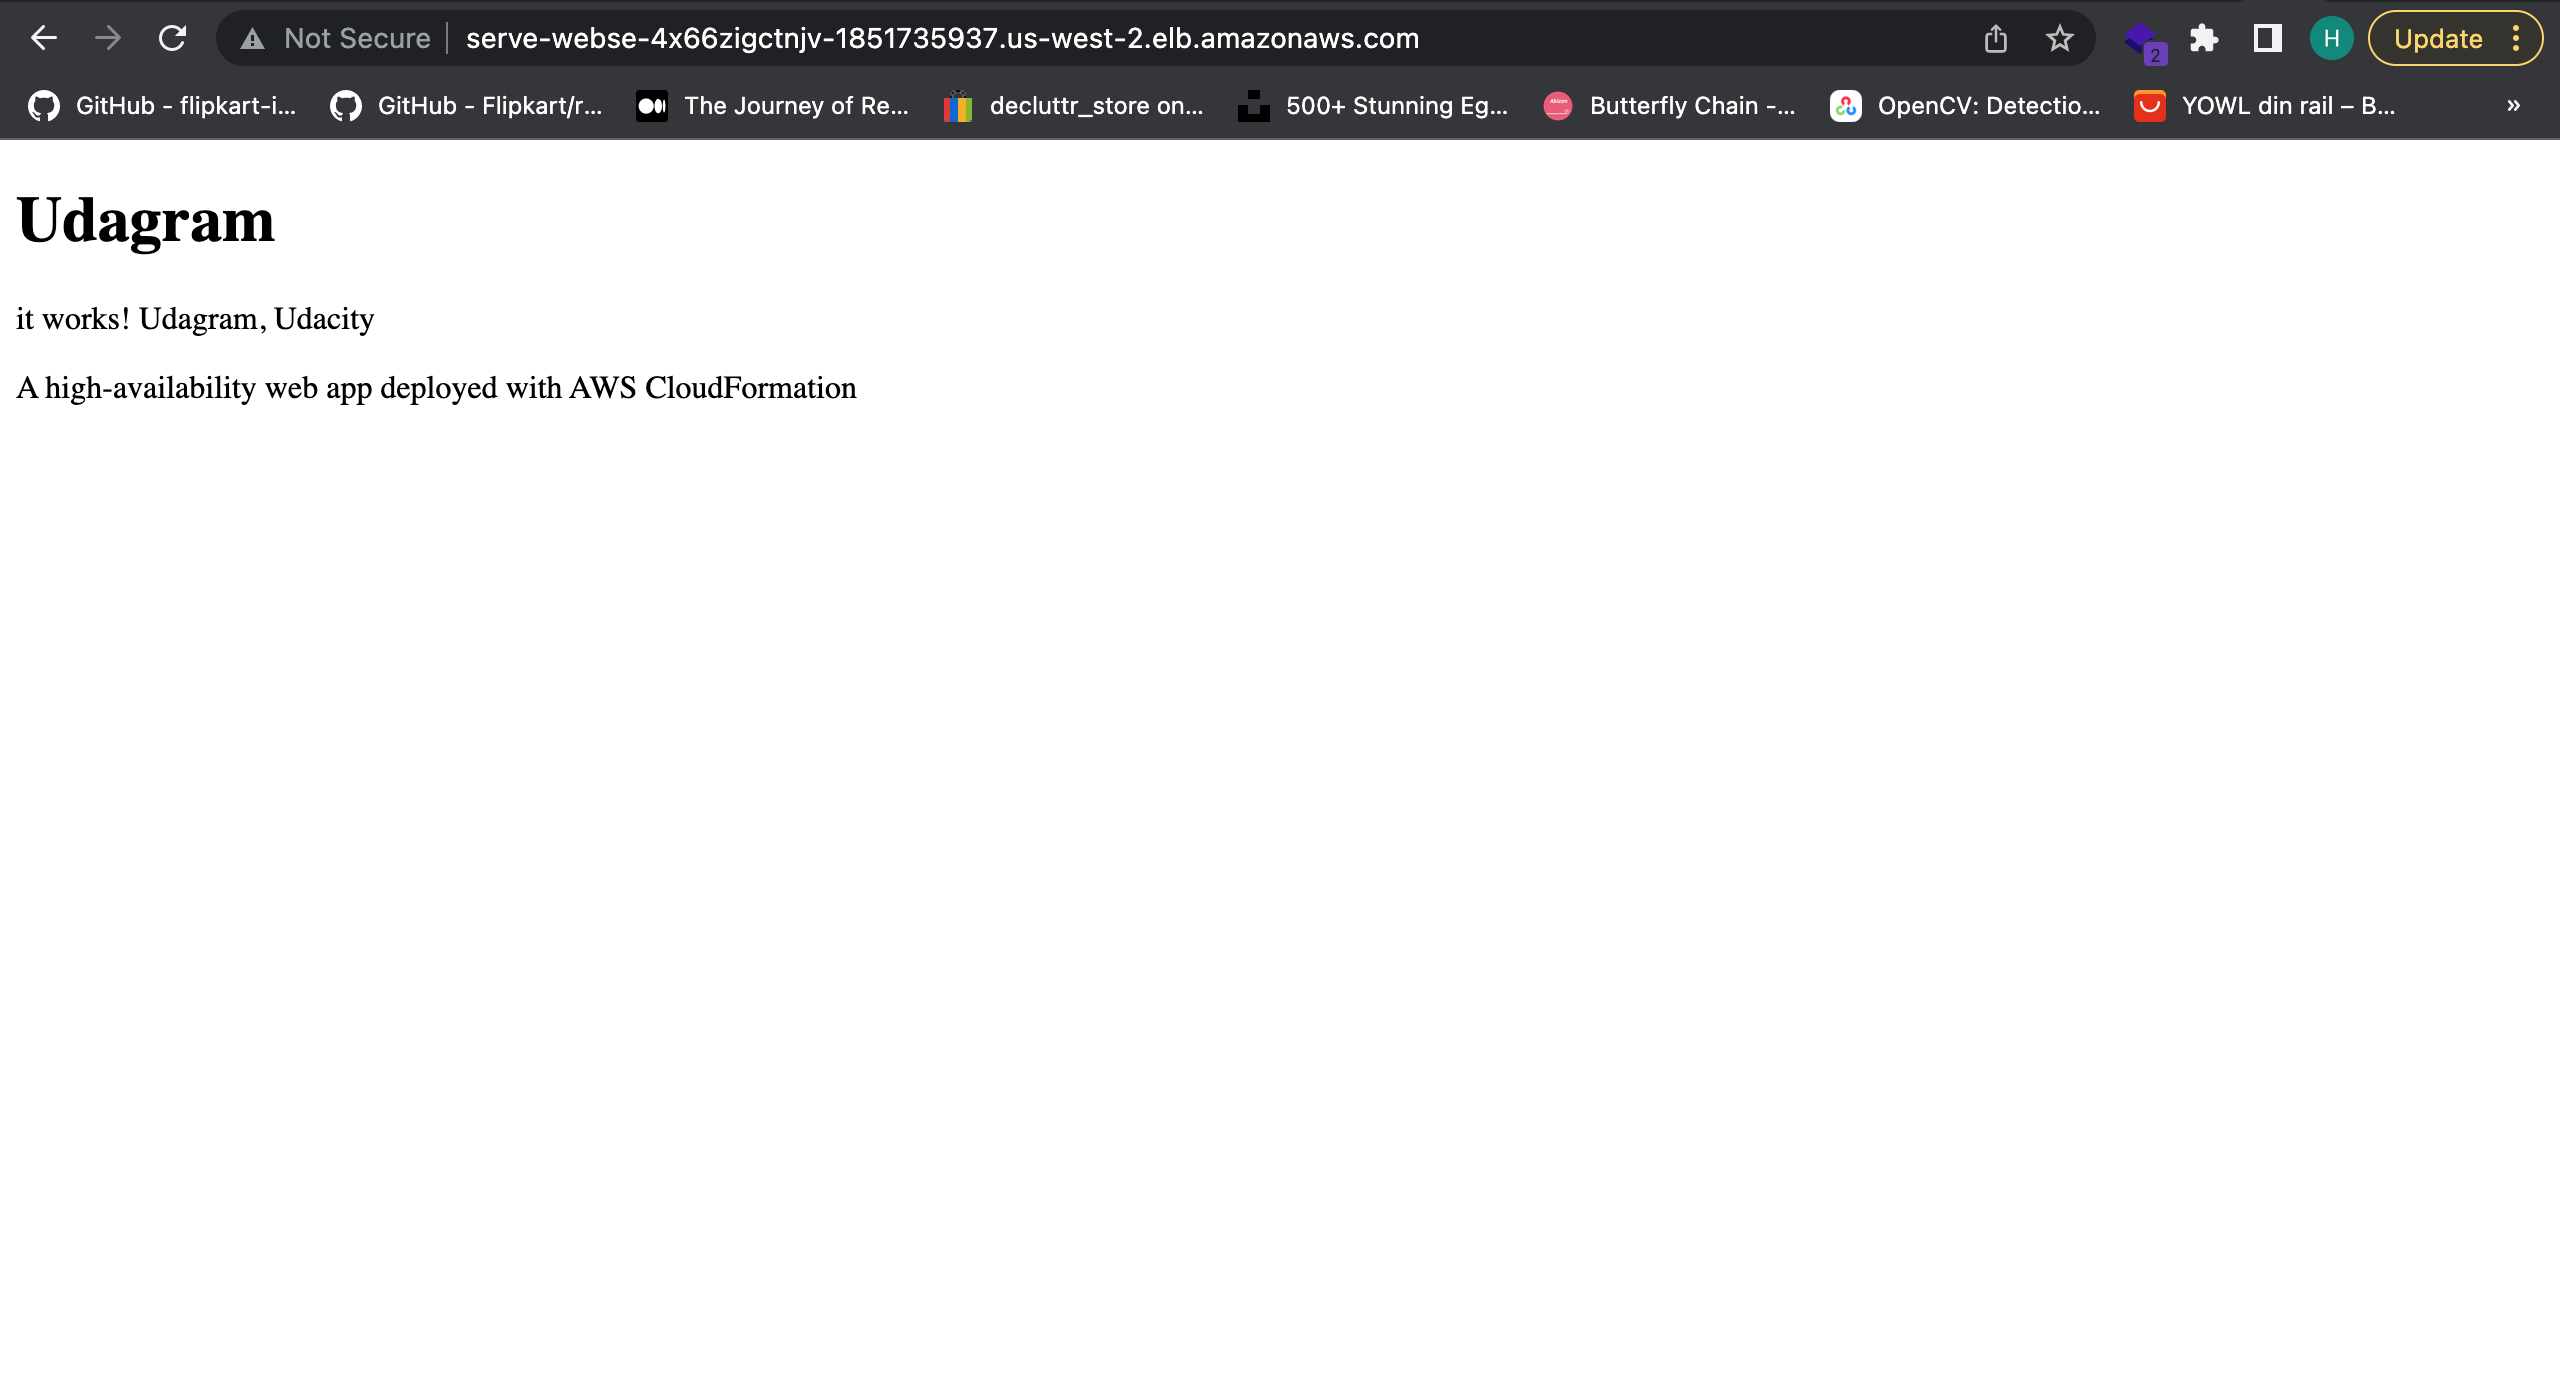 Not Secure serve-webse-4x66zigctnjv-1851735937.us-west-2.elb.amazonaws.com 2 H Update
GitHub - flipkart-i... GitHub - Flipkart/r... The Journey of Re... decluttr_store on... 500+ Stunning Eg... Butterfly Chain -... OpenCV: Detectio... YOWL din rail – B... »
Udagram
it works! Udagram, Udacity
A high-availability web app deployed with AWS CloudFormation